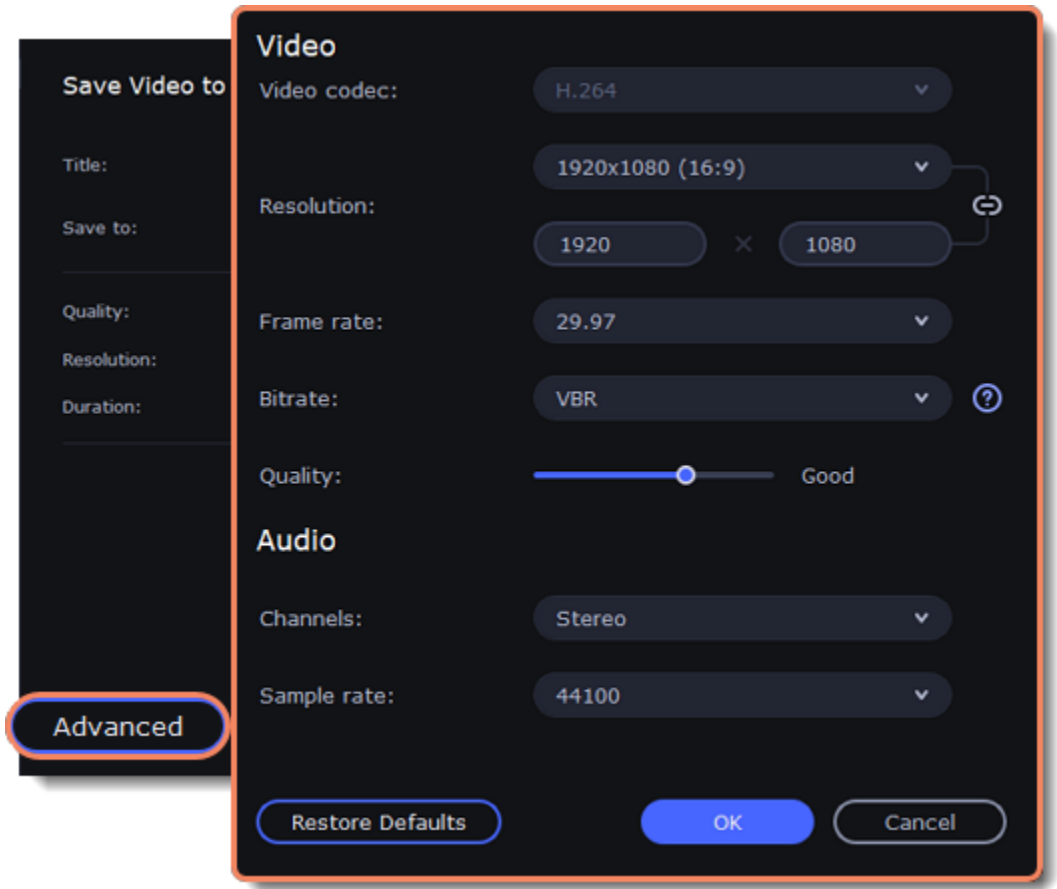 Save Video to
Title:
Save to:
Quality:
Resolution:
Duration:
Advanced
Video
Video codec: H.264
Resolution: 1920x1080 (16:9)
1920 × 1080
Frame rate: 29.97
Bitrate: VBR ?
Quality: Good
Audio
Channels: Stereo
Sample rate: 44100
Restore Defaults OK Cancel